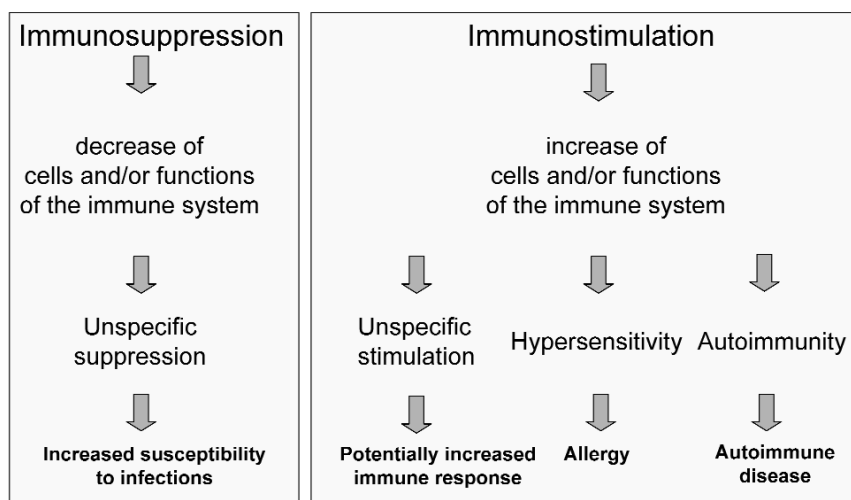 Immunosuppression
decrease of
cells and/or functions
of the immune system
Unspecific
suppression
Increased susceptibility
to infections
Immunostimulation
increase of
cells and/or functions
of the immune system
Unspecific
stimulation
Hypersensitivity
Autoimmunity
Potentially increased
immune response
Allergy
Autoimmune
disease